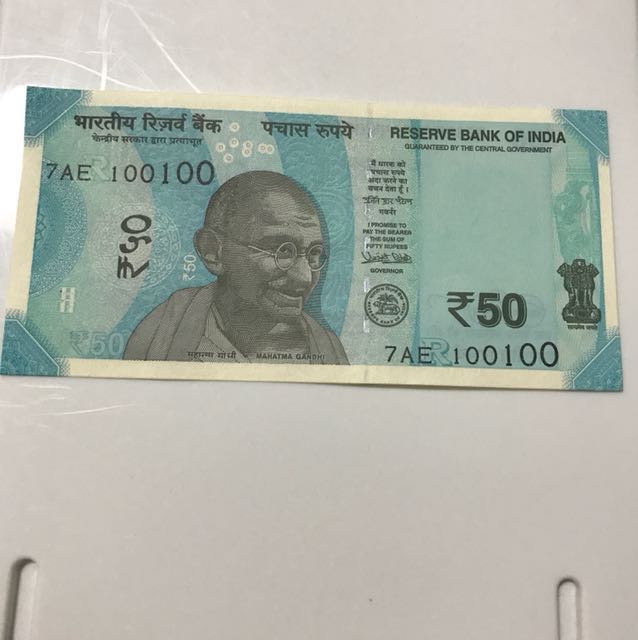 भारतीय रिज़र्व बैंक
केन्द्रीय सरकार द्वारा प्रत्याभूत
पचास रुपये
RESERVE BANK OF INDIA
GUARANTEED BY THE CENTRAL GOVERNMENT
7AE 100100
₹५०
₹50
मैं धारक को
पचास रुपये
अदा करने का
वचन देता हूँ ।
गवर्नर
I PROMISE TO
PAY THE BEARER
THE SUM OF
FIFTY RUPEES
GOVERNOR
₹50
सत्यमेव जयते
₹50
7AE 100100
महात्मा गांधी
MAHATMA GANDHI